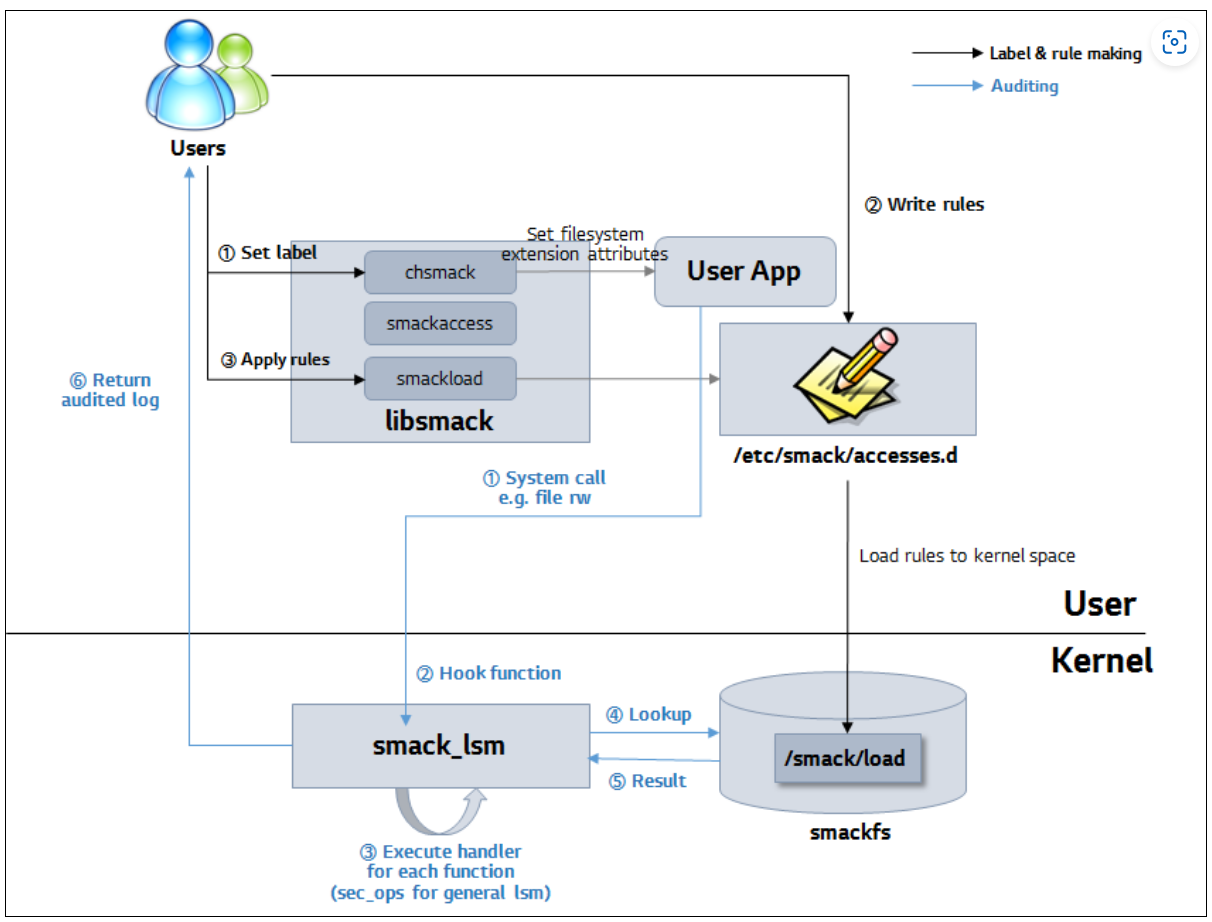 Label & rule making
Auditing
Users
② Write rules
① Set label
Set filesystem
extension attributes
chsmack
User App
smackaccess
③ Apply rules
smackload
libsmack
⑥ Return
audited log
/etc/smack/accesses.d
① System call
e.g. file rw
Load rules to kernel space
User
Kernel
② Hook function
④ Lookup
smack_lsm
/smack/load
⑤ Result
smackfs
③ Execute handler
for each function
(sec_ops for general lsm)